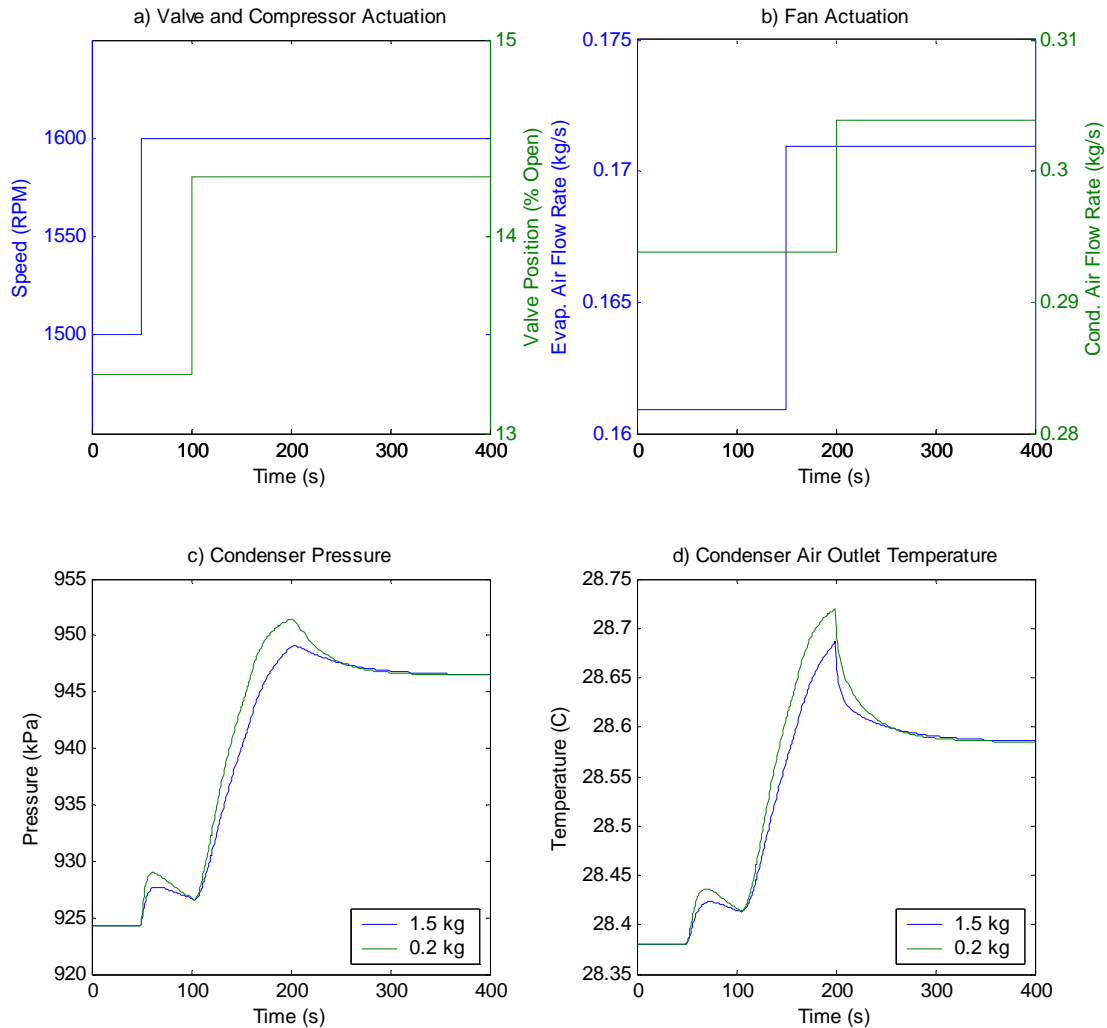 a) Valve and Compressor Actuation
Speed (RPM)
1600
1550
1500
15
14
13
Valve Position (% Open)
0 100 200 300 400
Time (s)
b) Fan Actuation
Evap. Air Flow Rate (kg/s)
0.175
0.17
0.165
0.16
0.31
0.3
0.29
0.28
Cond. Air Flow Rate (kg/s)
0 100 200 300 400
Time (s)
c) Condenser Pressure
Pressure (kPa)
955
950
945
940
935
930
925
920
1.5 kg
0.2 kg
0 100 200 300 400
Time (s)
d) Condenser Air Outlet Temperature
Temperature (C)
28.75
28.7
28.65
28.6
28.55
28.5
28.45
28.4
28.35
1.5 kg
0.2 kg
0 100 200 300 400
Time (s)